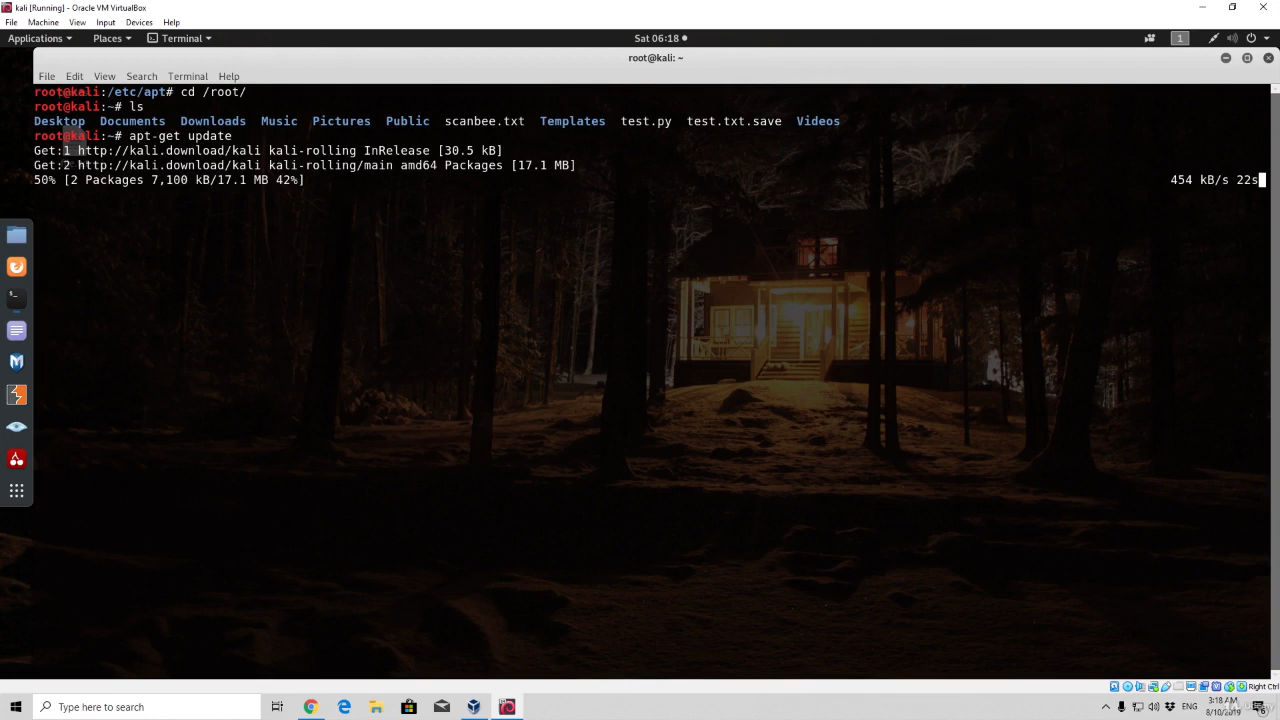 kali [Running] - Oracle VM VirtualBox
File Machine View Input Devices Help
Applications Places Terminal Sat 06:18 1
root@kali: ~
File Edit View Search Terminal Help
root@kali:/etc/apt# cd /root/
root@kali:~# ls
Desktop Documents Downloads Music Pictures Public scanbee.txt Templates test.py test.txt.save Videos
root@kali:~# apt-get update
Get:1 http://kali.download/kali kali-rolling InRelease [30.5 kB]
Get:2 http://kali.download/kali kali-rolling/main amd64 Packages [17.1 MB]
50% [2 Packages 7,100 kB/17.1 MB 42%] 454 kB/s 22s
Right Ctrl
Type here to search
ENG
3:18 AM
8/10/2019